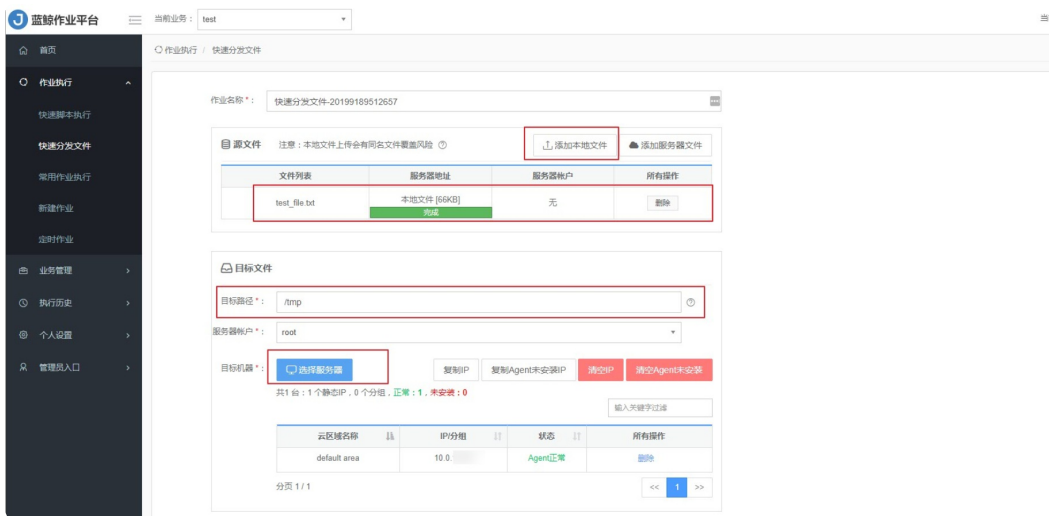 蓝鲸作业平台
当前业务： test
当
首页
作业执行 / 快速分发文件
作业执行
快速脚本执行
快速分发文件
常用作业执行
新建作业
定时作业
业务管理
执行历史
个人设置
管理员入口
作业名称 *： 快速分发文件-20199189512657
源文件 注意：本地文件上传会有同名文件覆盖风险 添加本地文件 添加服务器文件
文件列表 服务器地址 服务器帐户 所有操作
test_file.txt 本地文件 [66KB] 无 删除
完成
目标文件
目标路径 *： /tmp
服务器帐户 *： root
目标机器 *： 选择服务器 复制IP 复制Agent未安装IP 清空IP 清空Agent未安装
共1 台：1 个静态IP，0 个分组，正常：1，未安装：0
输入关键字过滤
云区域名称 IP/分组 状态 所有操作
default area 10.0. Agent正常 删除
分页 1 / 1 << 1 >>